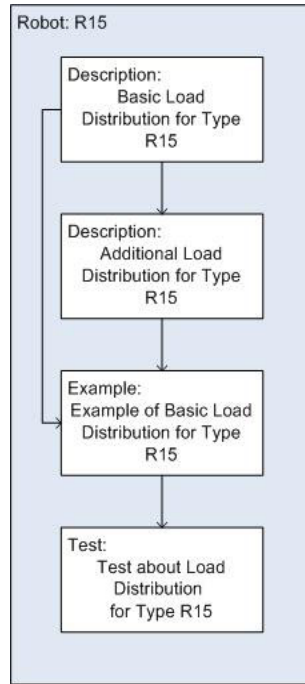 Robot: R15
Description:
Basic Load
Distribution for Type
R15
Description:
Additional Load
Distribution for Type
R15
Example:
Example of Basic Load
Distribution for Type
R15
Test:
Test about Load
Distribution
for Type R15